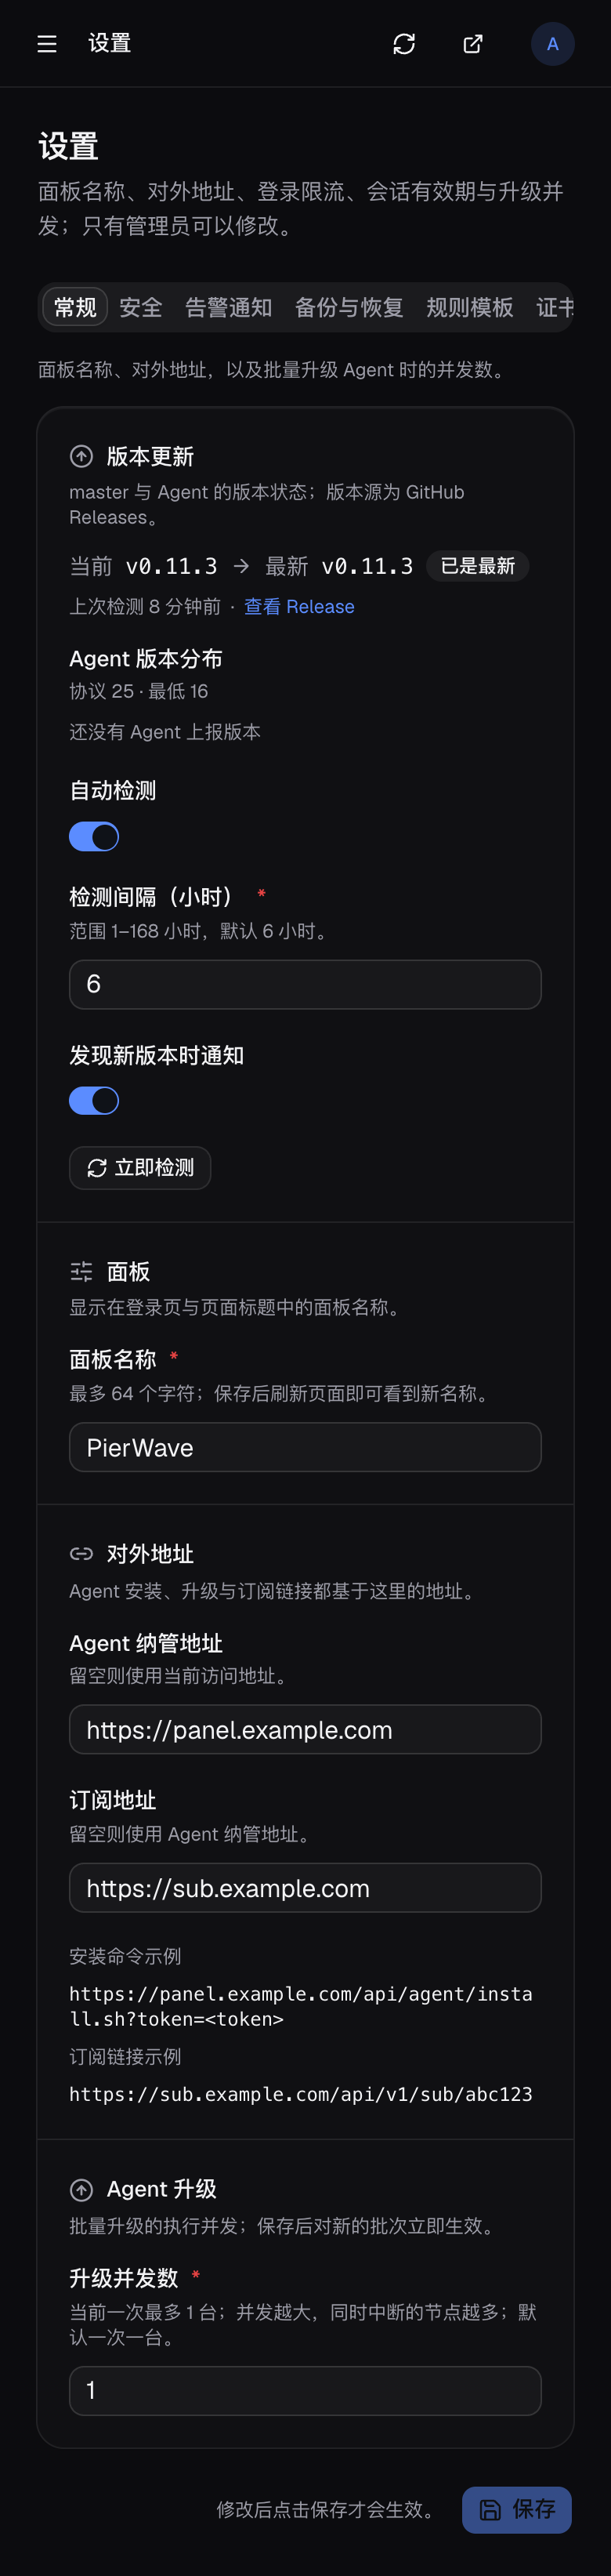 设置
A
设置
面板名称、对外地址、登录限流、会话有效期与升级并
发；只有管理员可以修改。
常规 安全 告警通知 备份与恢复 规则模板 证书
面板名称、对外地址，以及批量升级 Agent 时的并发数。
版本更新
master 与 Agent 的版本状态；版本源为 GitHub
Releases。
当前 v0.11.3 → 最新 v0.11.3 已是最新
上次检测 8 分钟前 · 查看 Release
Agent 版本分布
协议 25 · 最低 16
还没有 Agent 上报版本
自动检测
检测间隔（小时） *
范围 1–168 小时，默认 6 小时。
6
发现新版本时通知
立即检测
面板
显示在登录页与页面标题中的面板名称。
面板名称 *
最多 64 个字符；保存后刷新页面即可看到新名称。
PierWave
对外地址
Agent 安装、升级与订阅链接都基于这里的地址。
Agent 纳管地址
留空则使用当前访问地址。
https://panel.example.com
订阅地址
留空则使用 Agent 纳管地址。
https://sub.example.com
安装命令示例
https://panel.example.com/api/agent/insta
ll.sh?token=<token>
订阅链接示例
https://sub.example.com/api/v1/sub/abc123
Agent 升级
批量升级的执行并发；保存后对新的批次立即生效。
升级并发数 *
当前一次最多 1 台；并发越大，同时中断的节点越多；默
认一次一台。
1
修改后点击保存才会生效。 保存